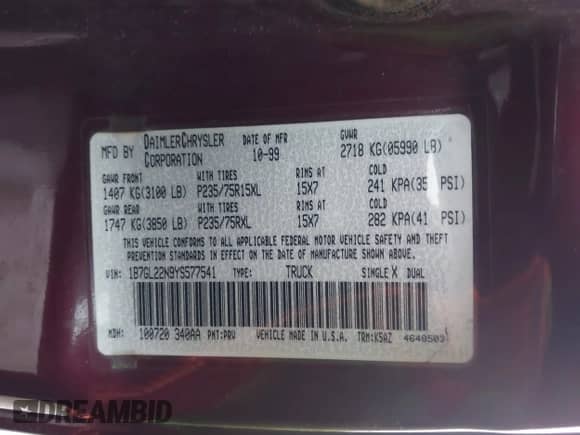 MFD BY DAIMLERCHRYSLER CORPORATION DATE OF MFR 10-99 GVWR 2718 KG(05990 LB)
GAWR FRONT WITH TIRES RIMS AT COLD
1407 KG(3100 LB) P235/75R15XL 15X7 241 KPA(35 PSI)
GAWR REAR WITH TIRES RIMS AT COLD
1747 KG(3850 LB) P235/75RXL 15X7 282 KPA(41 PSI)
THIS VEHICLE CONFORMS TO ALL APPLICABLE FEDERAL MOTOR VEHICLE SAFETY AND THEFT
PREVENTION STANDARDS IN EFFECT ON THE DATE OF MANUFACTURE SHOWN ABOVE.
VIN: 1B7GL22N9YS577541 TYPE: TRUCK SINGLE X DUAL
MDH: 100720 340AA PNT:PRV VEHICLE MADE IN U.S.A. TRM:K5AZ 4648503
DREAMBID